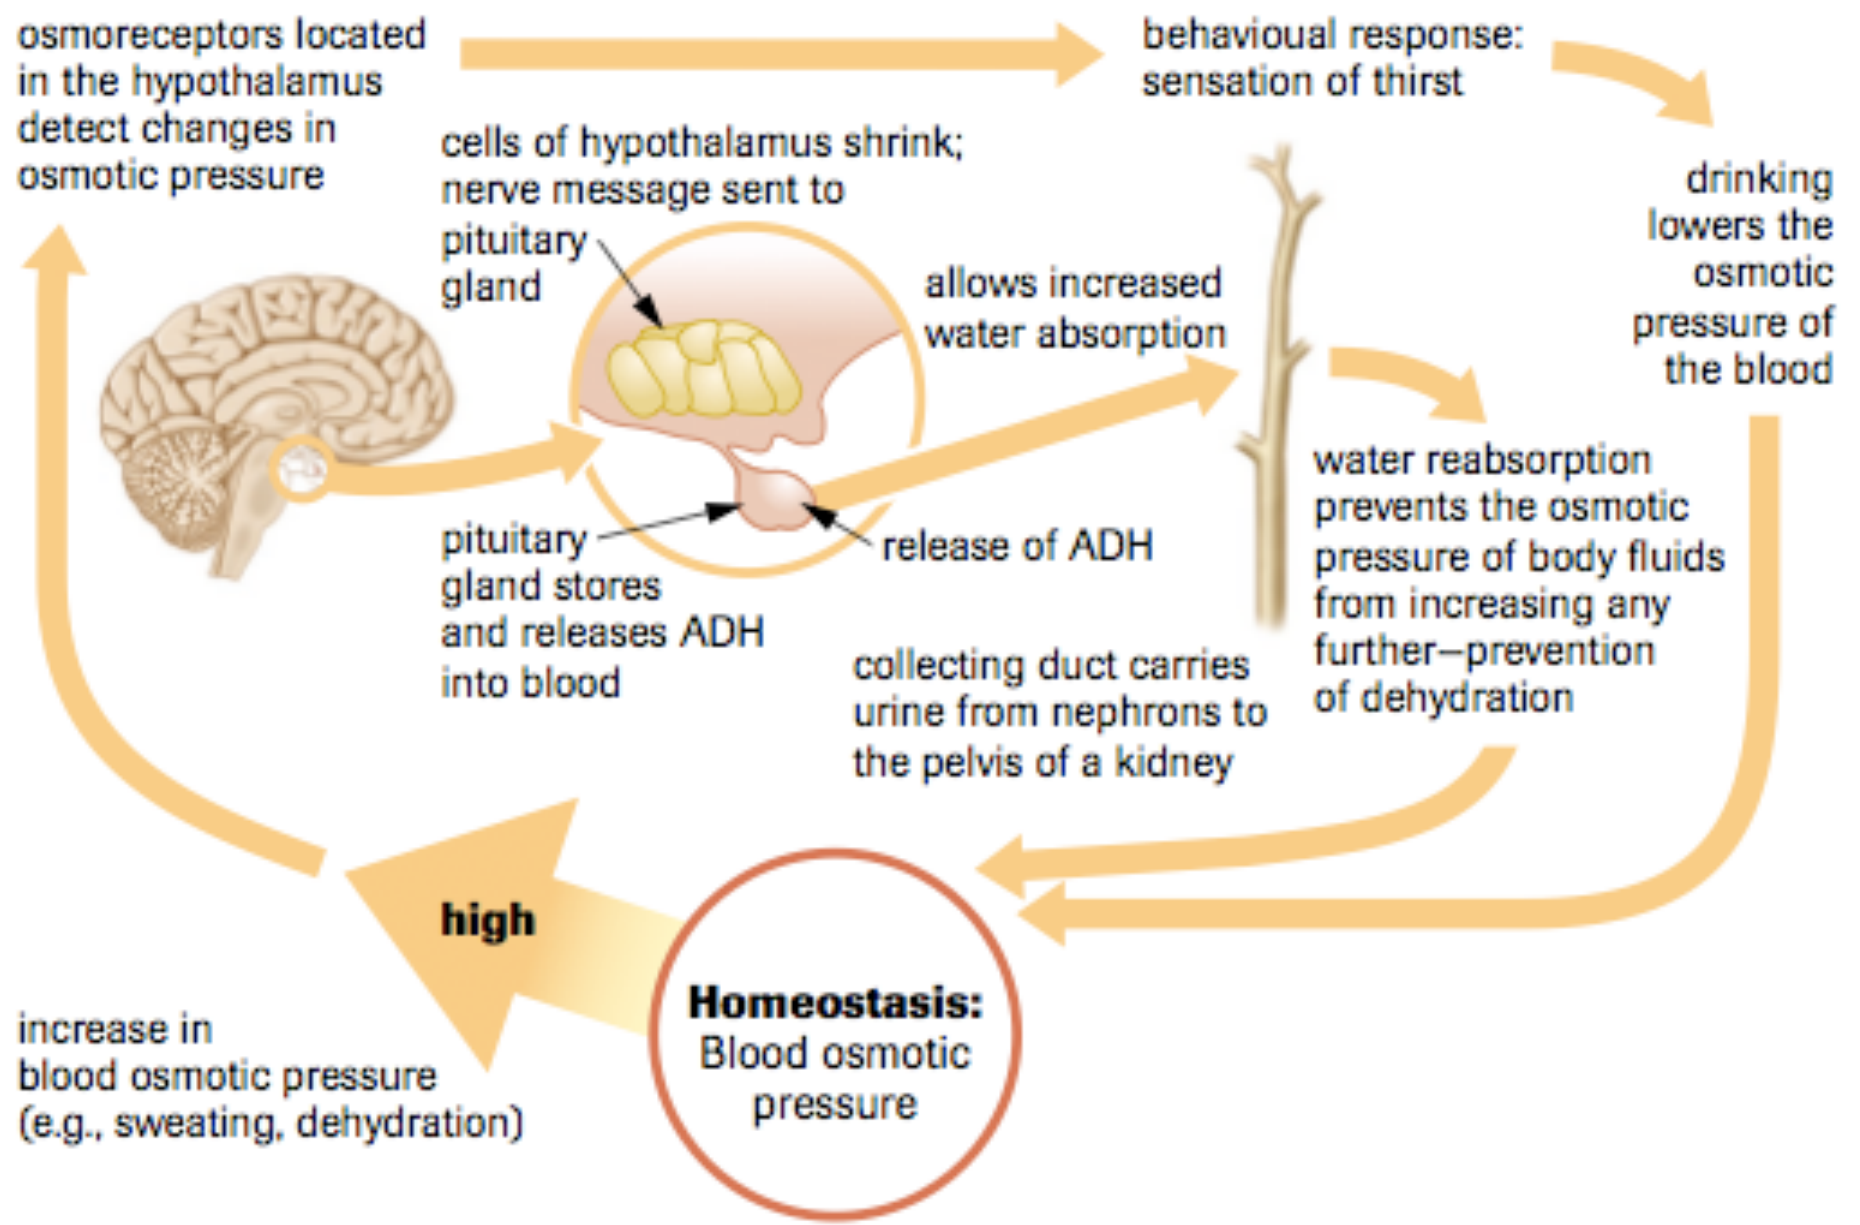 osmoreceptors located
in the hypothalamus
detect changes in
osmotic pressure
behavioual response:
sensation of thirst
cells of hypothalamus shrink;
nerve message sent to
pituitary
gland
drinking
lowers the
osmotic
pressure of
the blood
allows increased
water absorption
water reabsorption
prevents the osmotic
pressure of body fluids
from increasing any
further—prevention
of dehydration
pituitary
gland stores
and releases ADH
into blood
release of ADH
collecting duct carries
urine from nephrons to
the pelvis of a kidney
high
Homeostasis:
Blood osmotic
pressure
increase in
blood osmotic pressure
(e.g., sweating, dehydration)